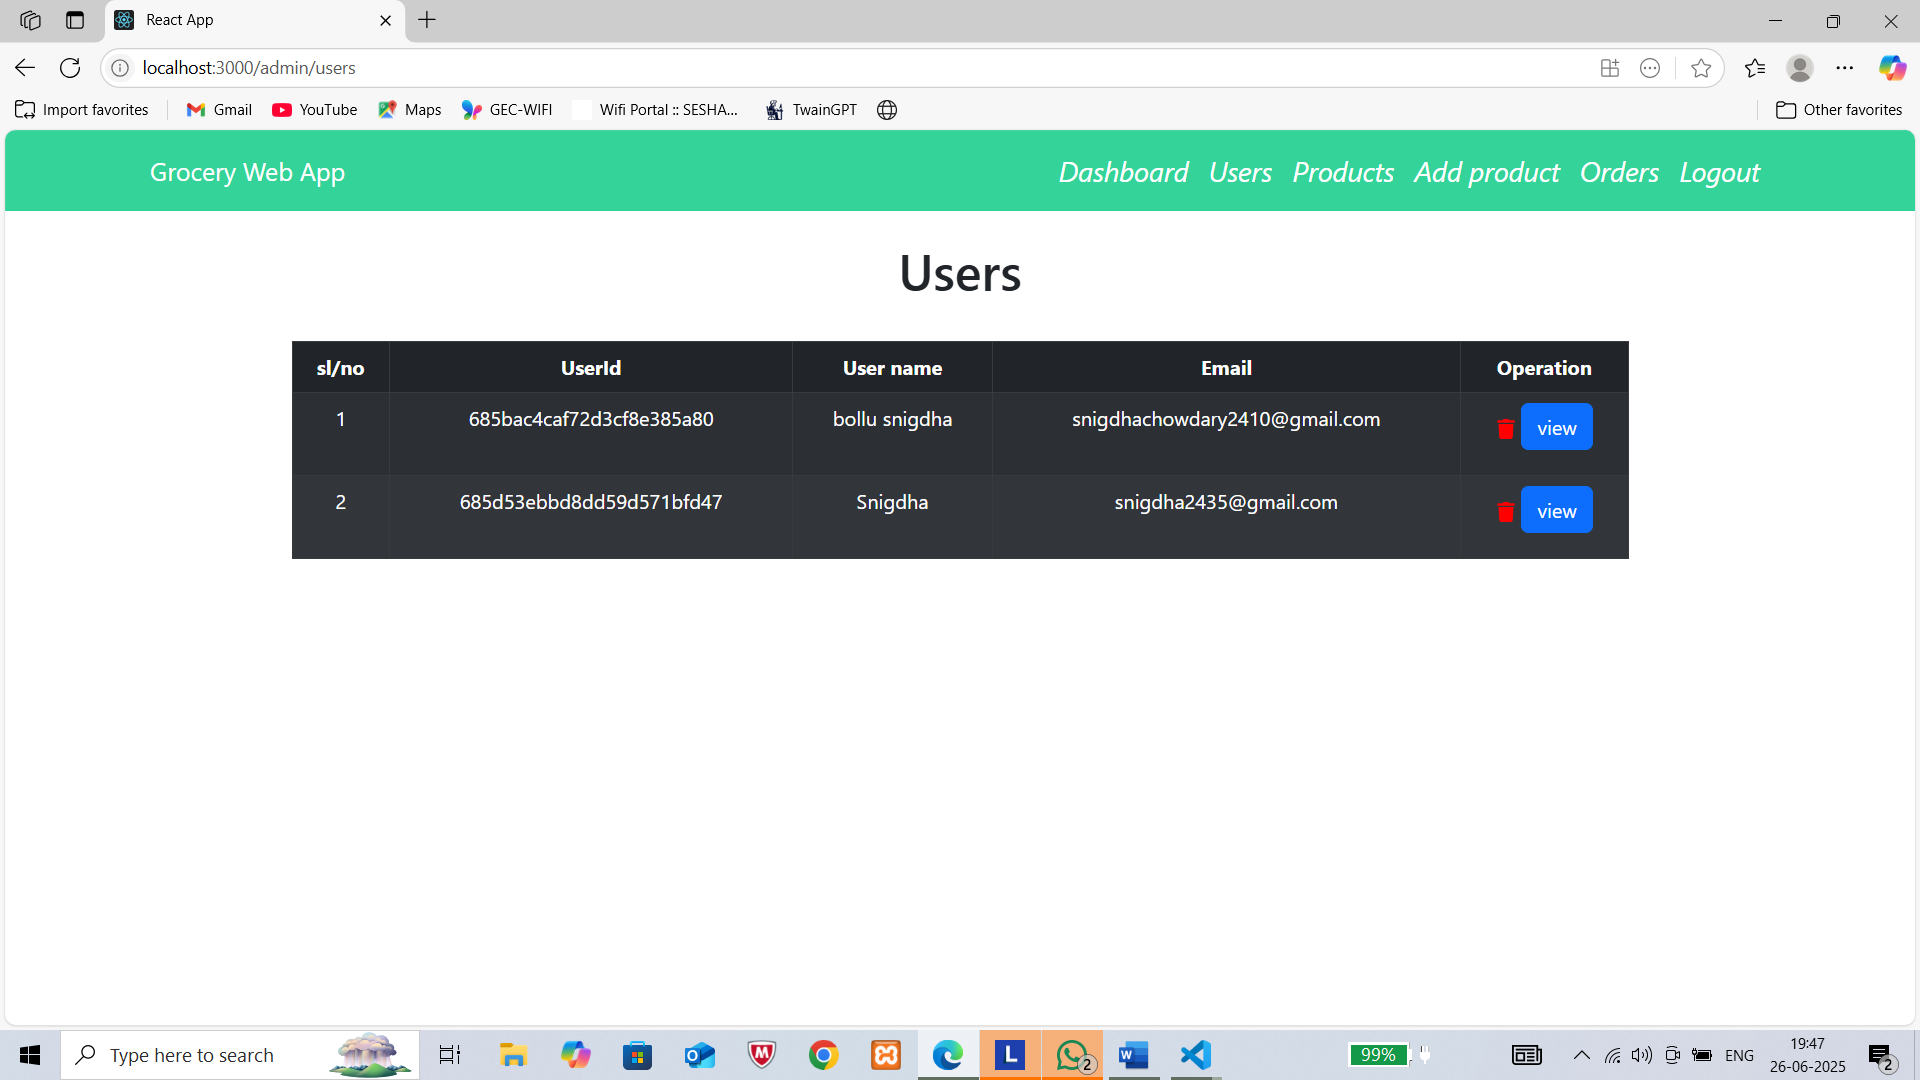 React App
localhost:3000/admin/users
Import favorites Gmail YouTube Maps GEC-WIFI Wifi Portal :: SESHA... TwainGPT Other favorites
Grocery Web App Dashboard Users Products Add product Orders Logout
Users
sl/no UserId User name Email Operation
1 685bac4caf72d3cf8e385a80 bollu snigdha snigdhachowdary2410@gmail.com view
2 685d53ebbd8dd59d571bfd47 Snigdha snigdha2435@gmail.com view
Type here to search 99% ENG 19:47
26-06-2025
2
2